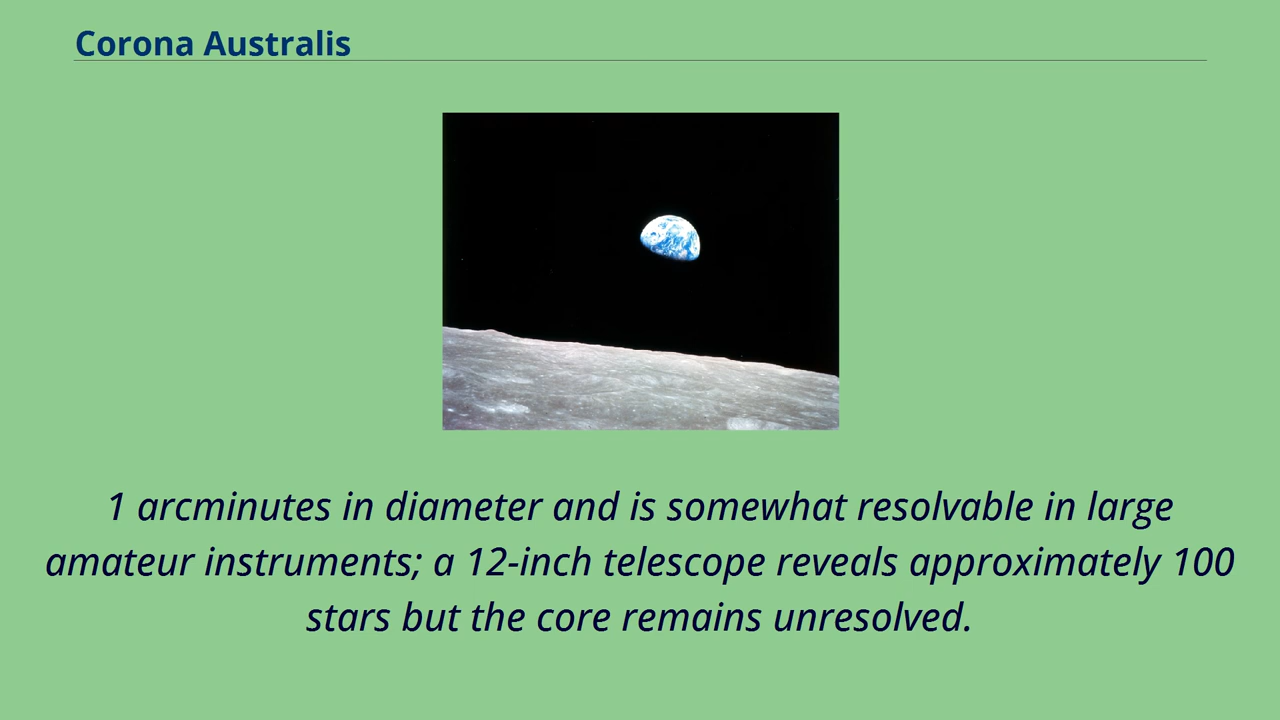 Corona Australis
1 arcminutes in diameter and is somewhat resolvable in large
amateur instruments; a 12-inch telescope reveals approximately 100
stars but the core remains unresolved.